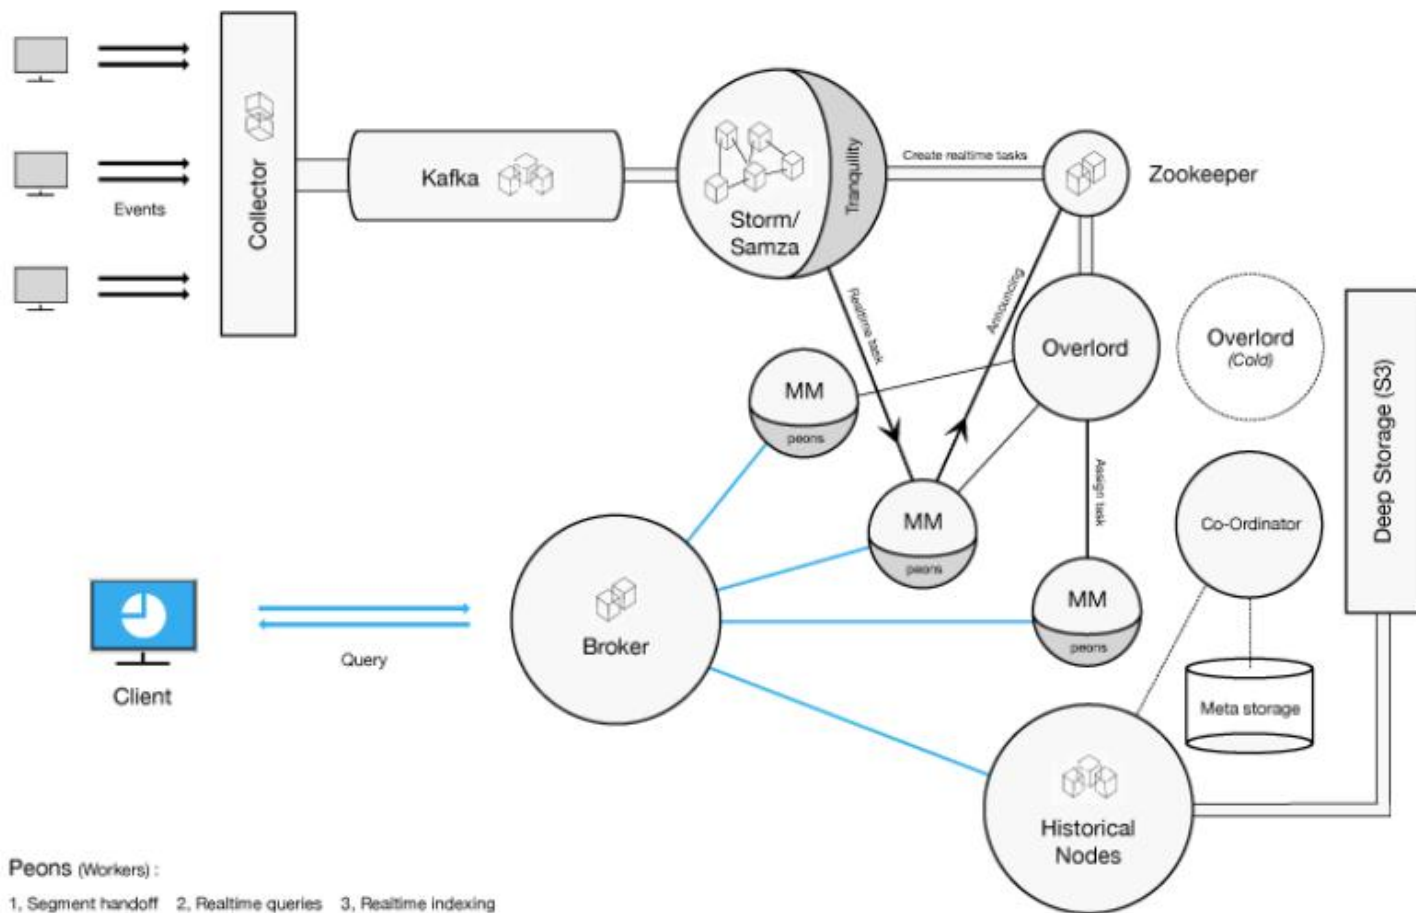 Events
Collector
Kafka
Storm/
Samza
Tranquility
Create realtime tasks
Zookeeper
Realtime task
Announcing
Overlord
Overlord
(Cold)
Deep Storage (S3)
MM
peons
MM
peons
Assign task
Co-Ordinator
MM
peons
Client
Query
Broker
Meta storage
Historical
Nodes
Peons (Workers) :
1, Segment handoff 2, Realtime queries 3, Realtime indexing